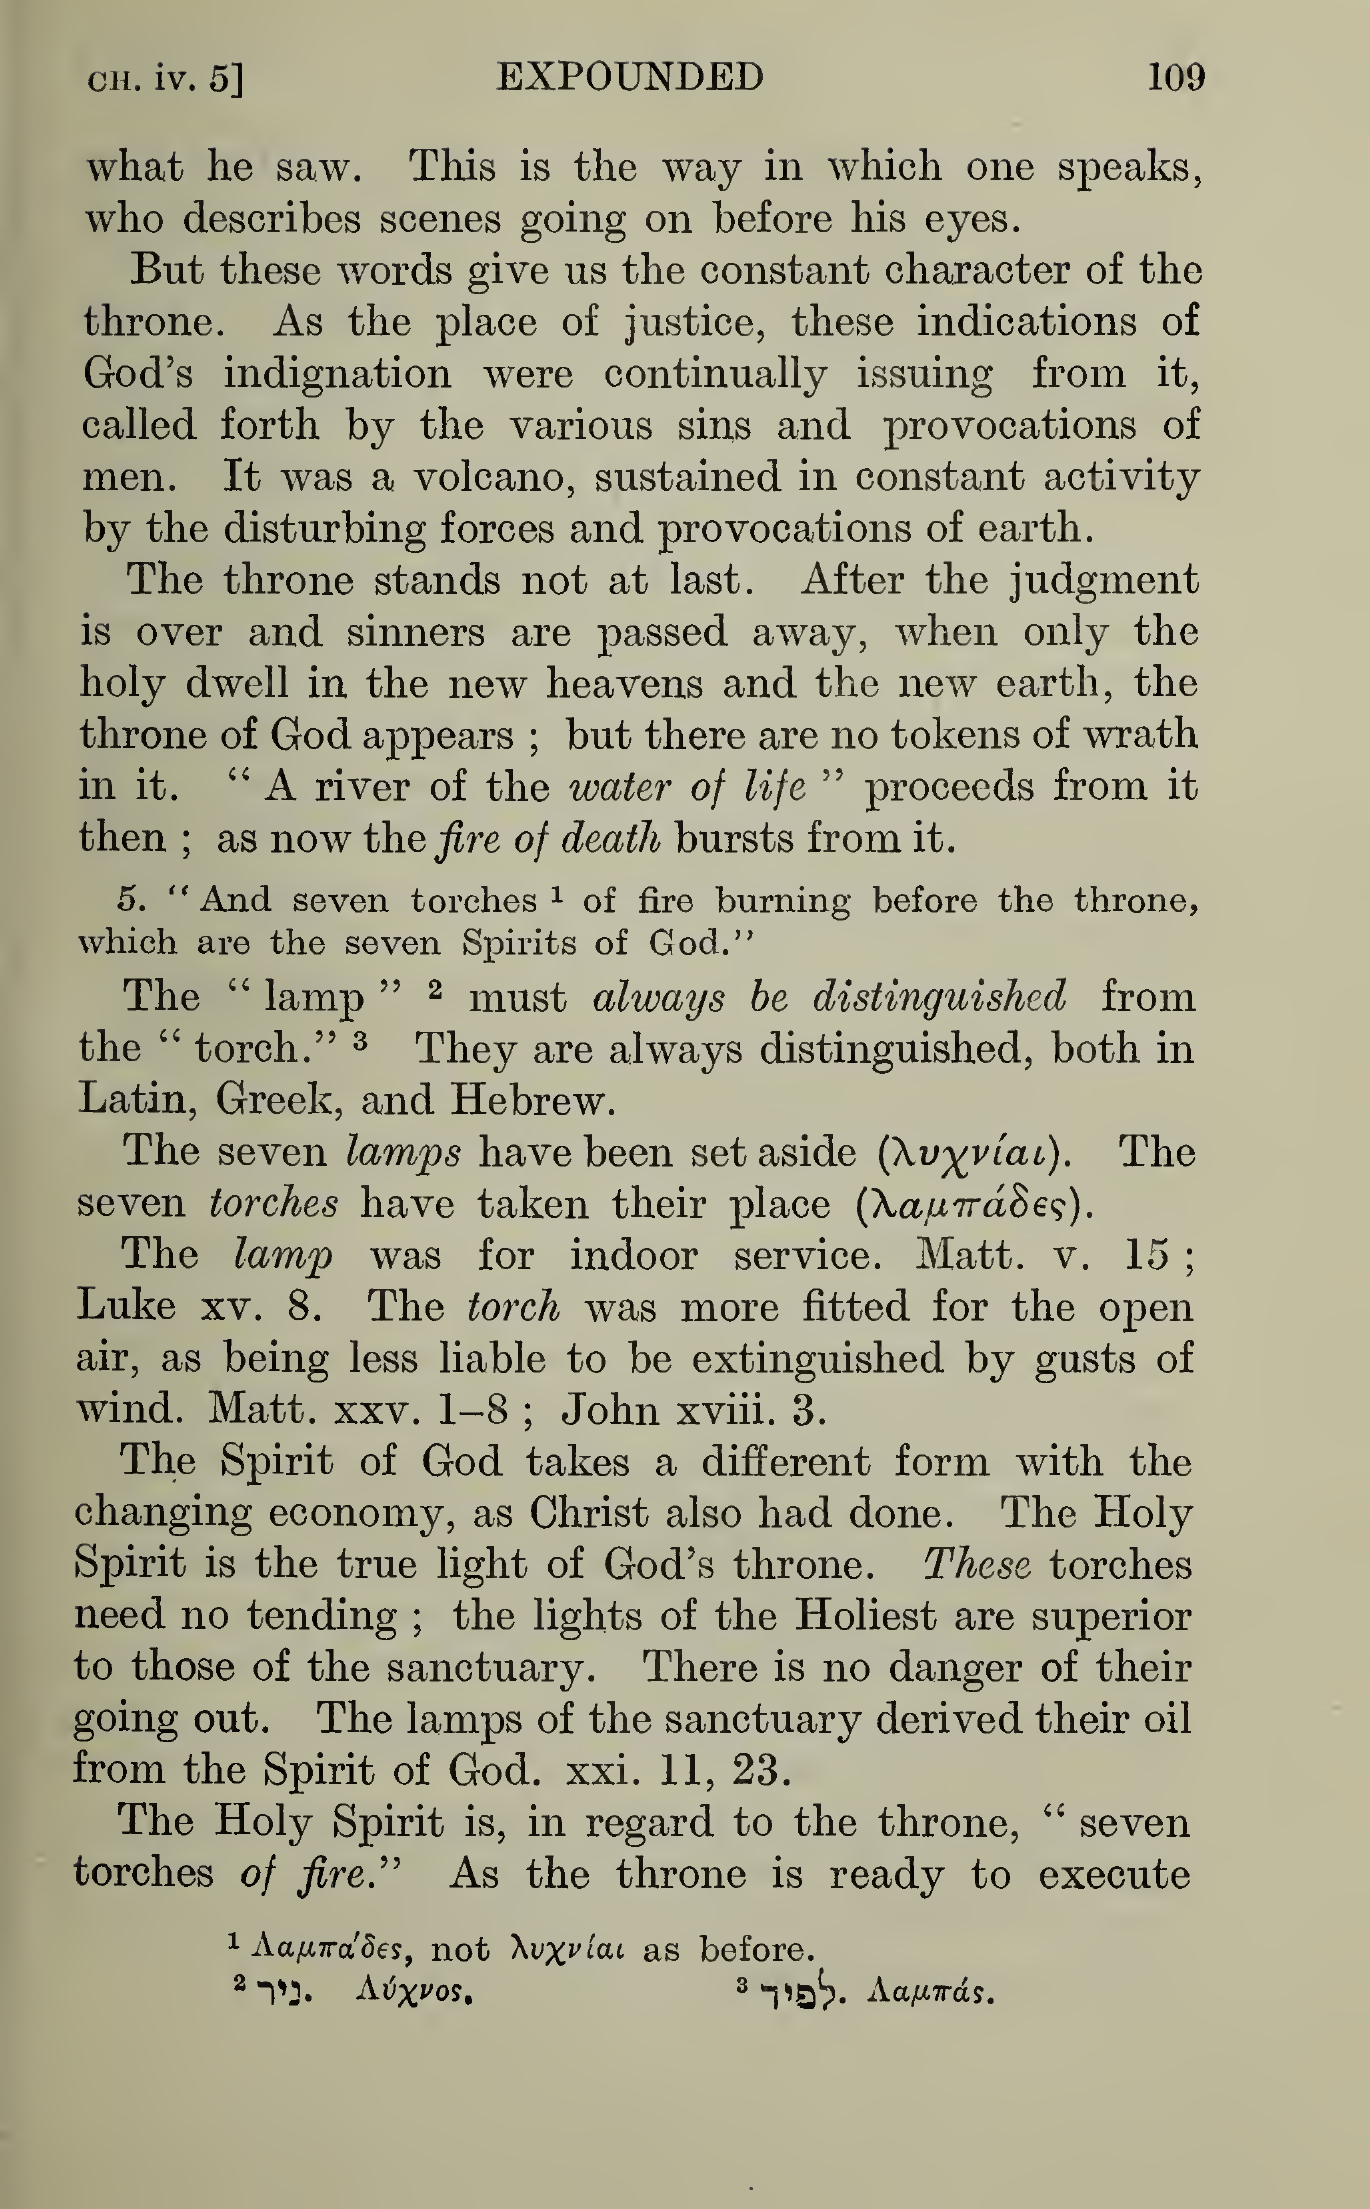 CH. iv. 5] EXPOUNDED 109
what he saw. This is the way in which one speaks,
who describes scenes going on before his eyes.
But these words give us the constant character of the
throne. As the place of justice, these indications of
God's indignation were continually issuing from it,
called forth by the various sins and provocations of
men. It was a volcano, sustained in constant activity
by the disturbing forces and provocations of earth.
The throne stands not at last. After the judgment
is over and sinners are passed away, when only the
holy dwell in the new heavens and the new earth, the
throne of God appears ; but there are no tokens of wrath
in it. “ A river of the water of life ” proceeds from it
then ; as now the fire of death bursts from it.
5. “ And seven torches ¹ of fire burning before the throne,
which are the seven Spirits of God.”
The “ lamp ” ² must always be distinguished from
the “ torch.” ³ They are always distinguished, both in
Latin, Greek, and Hebrew.
The seven lamps have been set aside (λυχνίαι). The
seven torches have taken their place (λαμπάδες).
The lamp was for indoor service. Matt. v. 15 ;
Luke xv. 8. The torch was more fitted for the open
air, as being less liable to be extinguished by gusts of
wind. Matt. xxv. 1–8 ; John xviii. 3.
The Spirit of God takes a different form with the
changing economy, as Christ also had done. The Holy
Spirit is the true light of God's throne. These torches
need no tending ; the lights of the Holiest are superior
to those of the sanctuary. There is no danger of their
going out. The lamps of the sanctuary derived their oil
from the Spirit of God. xxi. 11, 23.
The Holy Spirit is, in regard to the throne, “ seven
torches of fire.” As the throne is ready to execute
¹ Λαμπάδες, not λυχνίαι as before.
² ניר. Λύχνος. ³ לפיד. Λαμπάς.